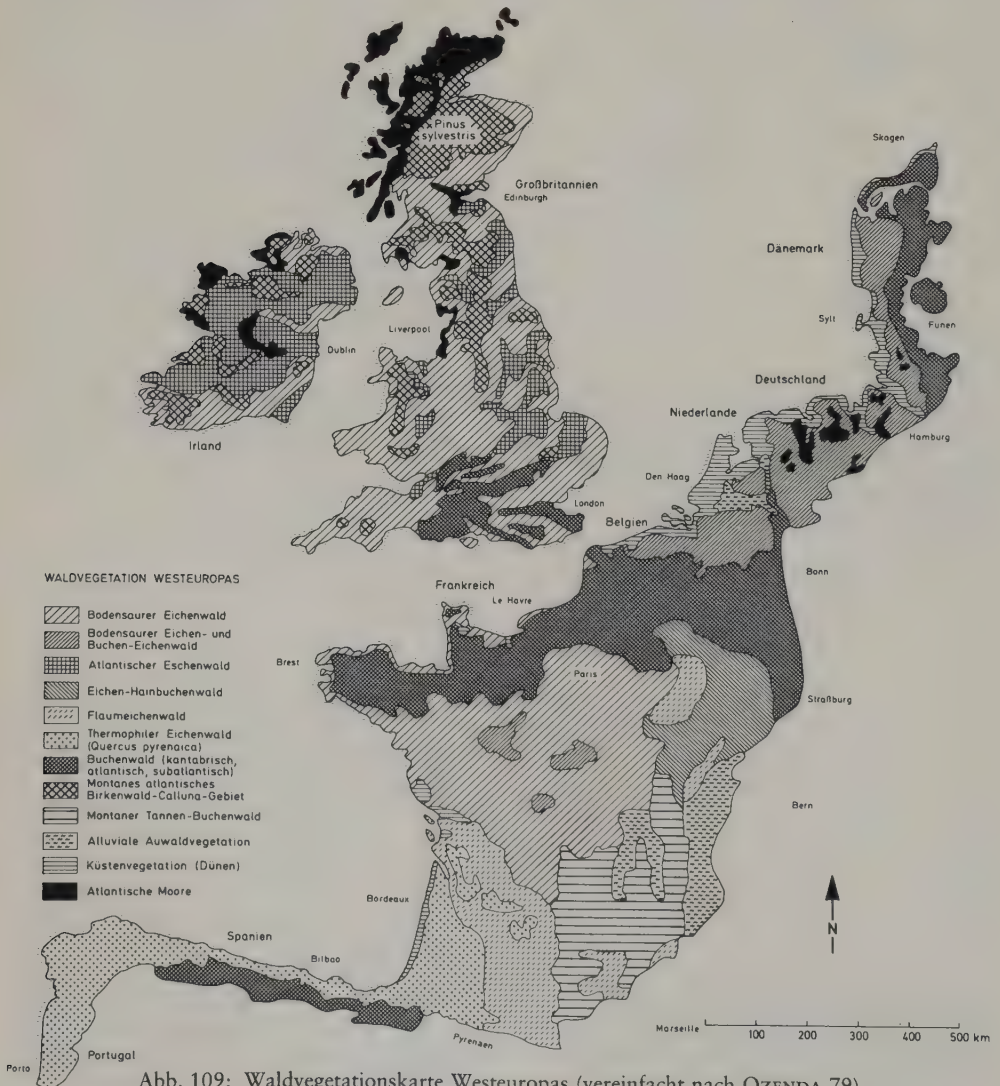 Pinus
sylvestris
Skagen
Großbritannien
Edinburgh
Dänemark
Sylt
Fünen
Liverpool
Dublin
Deutschland
Niederlande
Hamburg
Irland
Den Haag
London
Belgien
Bonn
WALDVEGETATION WESTEUROPAS
Frankreich
Le Havre
Bodensaurer Eichenwald
Bodensaurer Eichen- und
Buchen-Eichenwald
Atlantischer Eschenwald
Brest
Paris
Eichen-Hainbuchenwald
Straßburg
Flaumeichenwald
Thermophiler Eichenwald
(Quercus pyrenaica)
Buchenwald (kantabrisch,
atlantisch, subatlantisch)
Montanes atlantisches
Birkenwald-Calluna-Gebiet
Montaner Tannen-Buchenwald
Bern
Alluviale Auwaldvegetation
Küstenvegetation (Dünen)
Atlantische Moore
Bordeaux
N
Spanien
Bilbao
Marseille
100 200 300 400 500 km
Pyrenäen
Porto
Portugal
Abb. 109: Waldvegetationskarte Westeuropas (vereinfacht nach OZENDA 79)